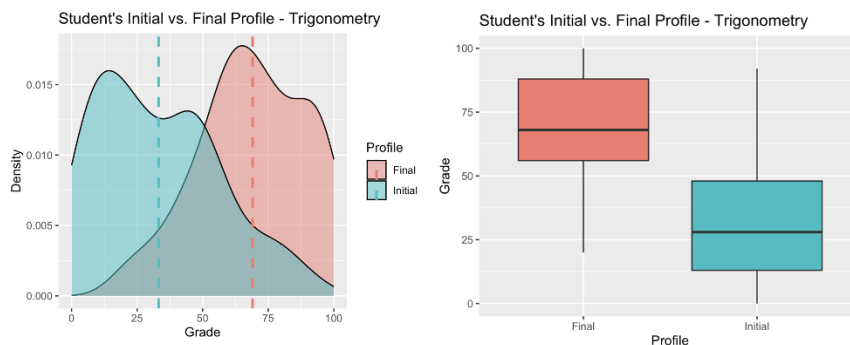 Student's Initial vs. Final Profile - Trigonometry
0.015
0.010
0.005
0.000
Density
0
25
50
75
100
Grade
Profile
Final
Initial
Student's Initial vs. Final Profile - Trigonometry
100
75
50
25
0
Grade
Final
Initial
Profile